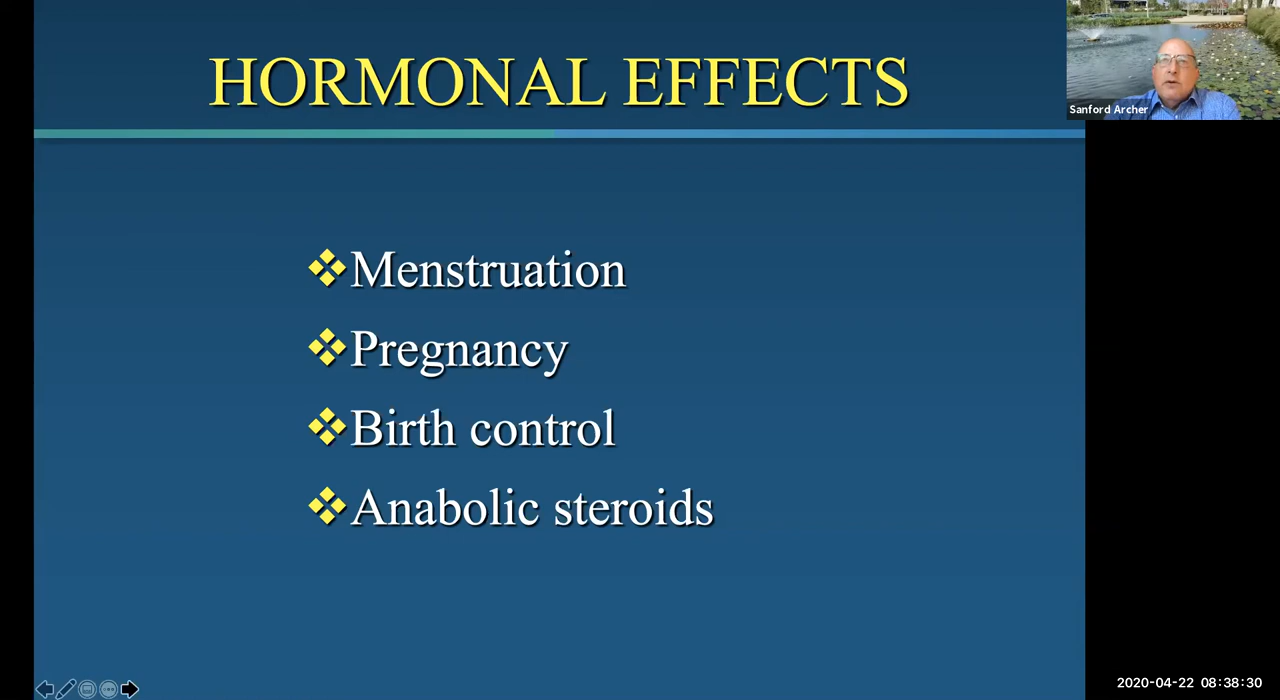 HORMONAL EFFECTS
Sanford Archer
Menstruation
Pregnancy
Birth control
Anabolic steroids
2020-04-22 08:38:30